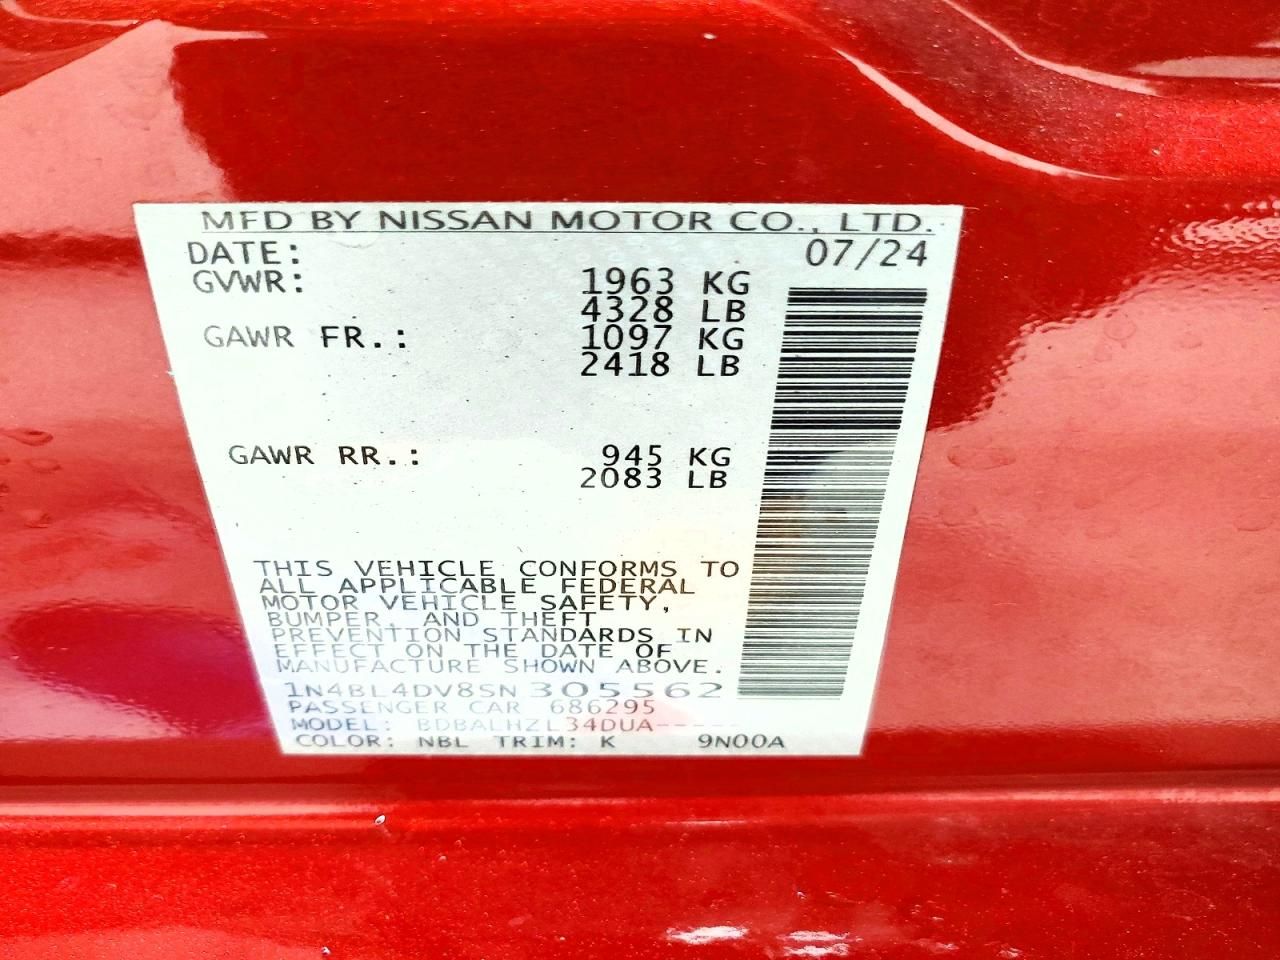 MFD BY NISSAN MOTOR CO., LTD.
DATE: 07/24
GVWR: 1963 KG
4328 LB
GAWR FR.: 1097 KG
2418 LB
GAWR RR.: 945 KG
2083 LB
THIS VEHICLE CONFORMS TO
ALL APPLICABLE FEDERAL
MOTOR VEHICLE SAFETY,
BUMPER, AND THEFT
PREVENTION STANDARDS IN
EFFECT ON THE DATE OF
MANUFACTURE SHOWN ABOVE.
1N4BL4DV8SN305562
PASSENGER CAR 686295
MODEL: BDBALHZL34DUA-----
COLOR: NBL TRIM: K 9N00A